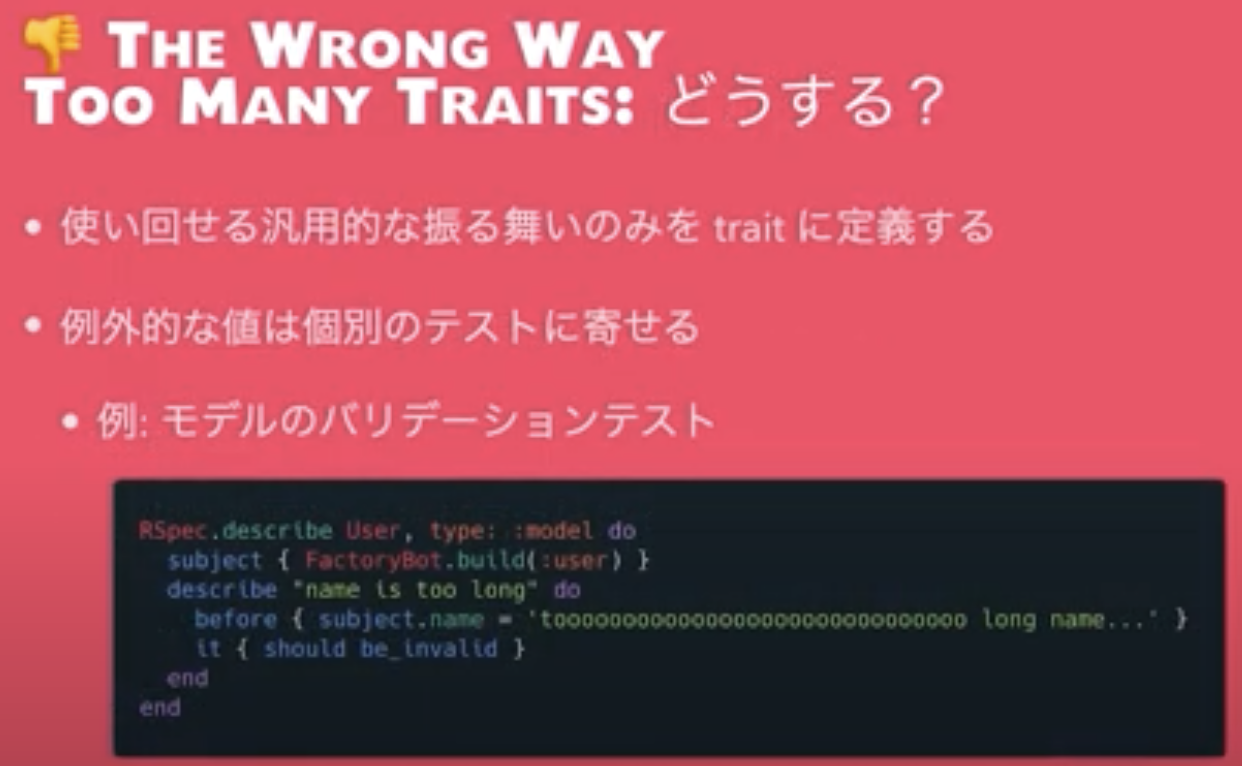 👎 THE WRONG WAY
TOO MANY TRAITS: どうする？
• 使い回せる汎用的な振る舞いのみを trait に定義する
• 例外的な値は個別のテストに寄せる
• 例: モデルのバリデーションテスト
RSpec.describe User, type: :model do
  subject { FactoryBot.build(:user) }
  describe "name is too long" do
    before { subject.name = 'toooooooooooooooooooooooooooooo long name...' }
    it { should be_invalid }
  end
end